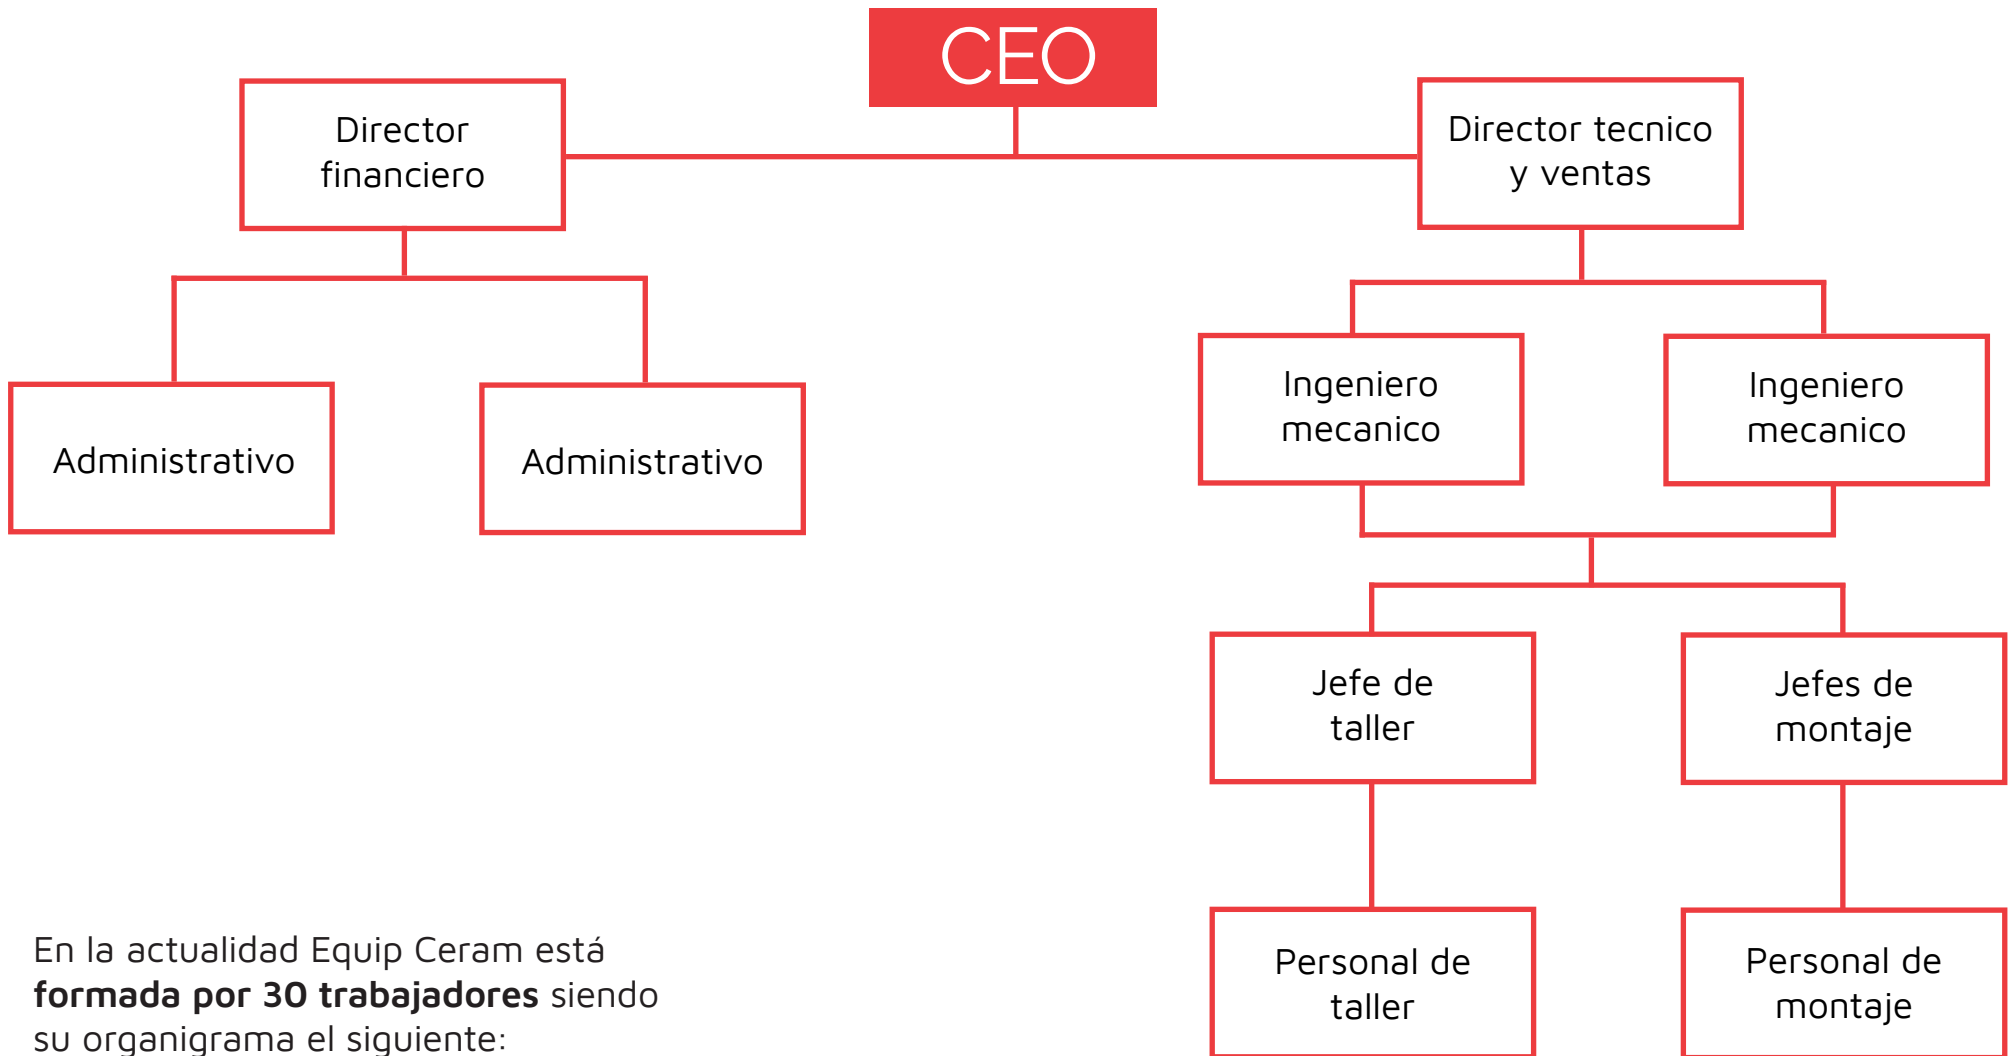 CEO
Director
financiero
Director tecnico
y ventas
Administrativo
Administrativo
Ingeniero
mecanico
Ingeniero
mecanico
Jefe de
taller
Jefes de
montaje
Personal de
taller
Personal de
montaje
En la actualidad Equip Ceram está
formada por 30 trabajadores siendo
su organigrama el siguiente: